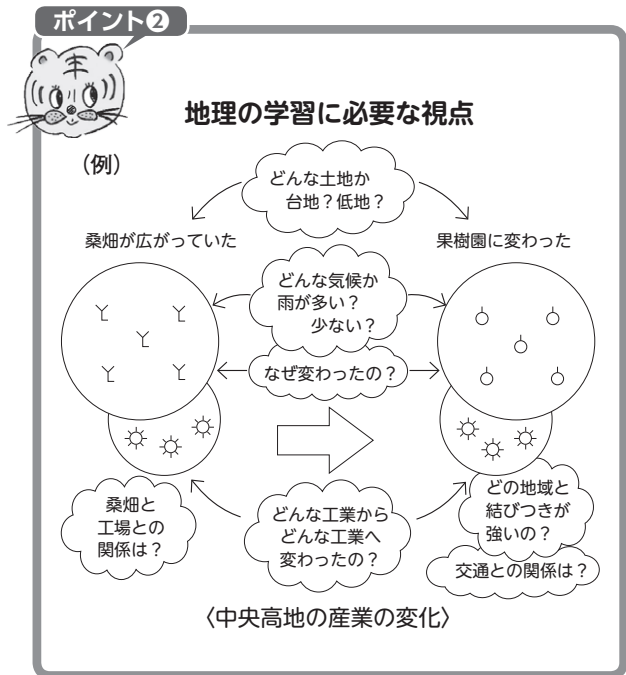 ポイント❷
地理の学習に必要な視点
(例)
どんな土地か
台地?低地?
桑畑が広がっていた
果樹園に変わった
どんな気候か
雨が多い?
少ない?
なぜ変わったの?
桑畑と
工場との
関係は?
どんな工業から
どんな工業へ
変わったの?
どの地域と
結びつきが
強いの?
交通との関係は?
〈中央高地の産業の変化〉